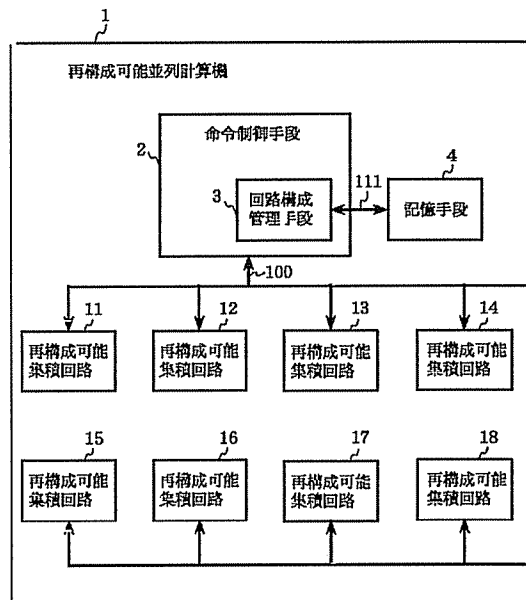 1
再構成可能並列計算機
命令制御手段
2
3
回路構成
管理手段
111
4
記憶手段
100
11
再構成可能
集積回路
12
再構成可能
集積回路
13
再構成可能
集積回路
14
再構成可能
集積回路
15
再構成可能
集積回路
16
再構成可能
集積回路
17
再構成可能
集積回路
18
再構成可能
集積回路